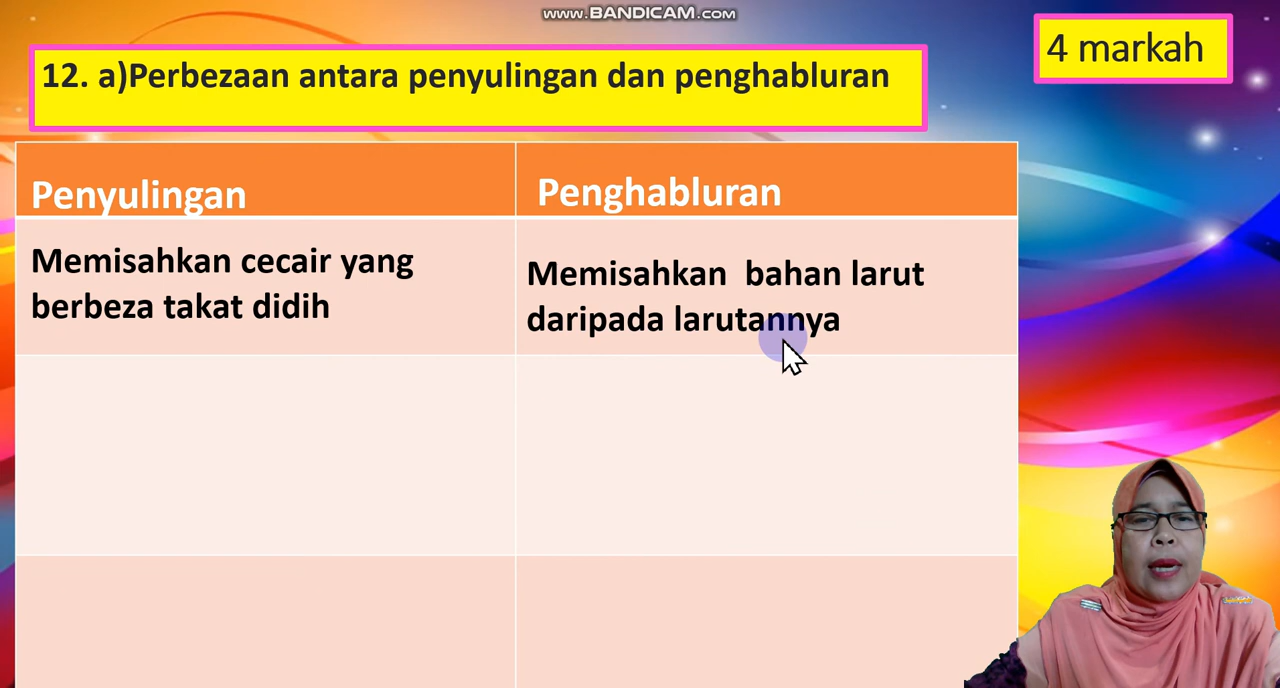 www.BANDICAM.com
4 markah
12. a)Perbezaan antara penyulingan dan penghabluran
Penyulingan
Penghabluran
Memisahkan cecair yang
berbeza takat didih
Memisahkan bahan larut
daripada larutannya